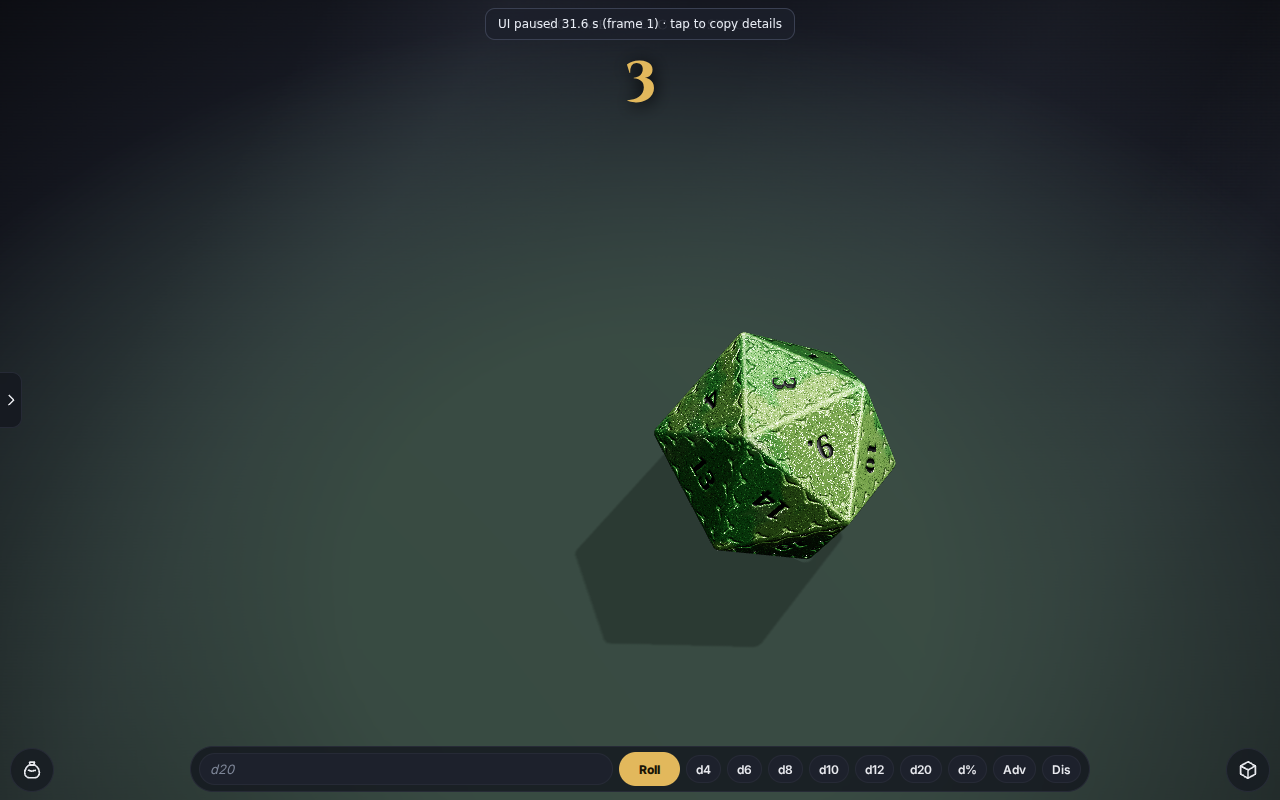 UI paused 31.6 s (frame 1) · tap to copy details
3
3
4
9.
13
14
d20
Roll
d4
d6
d8
d10
d12
d20
d%
Adv
Dis